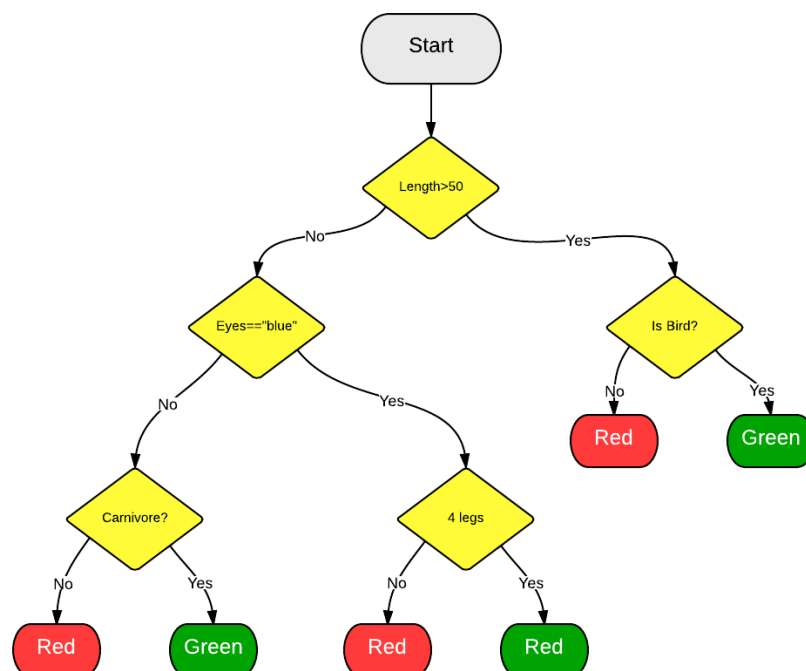 Start
Length>50
No
Yes
Eyes=="blue"
Is Bird?
No
Yes
No
Yes
Red
Green
Carnivore?
4 legs
No
Yes
No
Yes
Red
Green
Red
Red